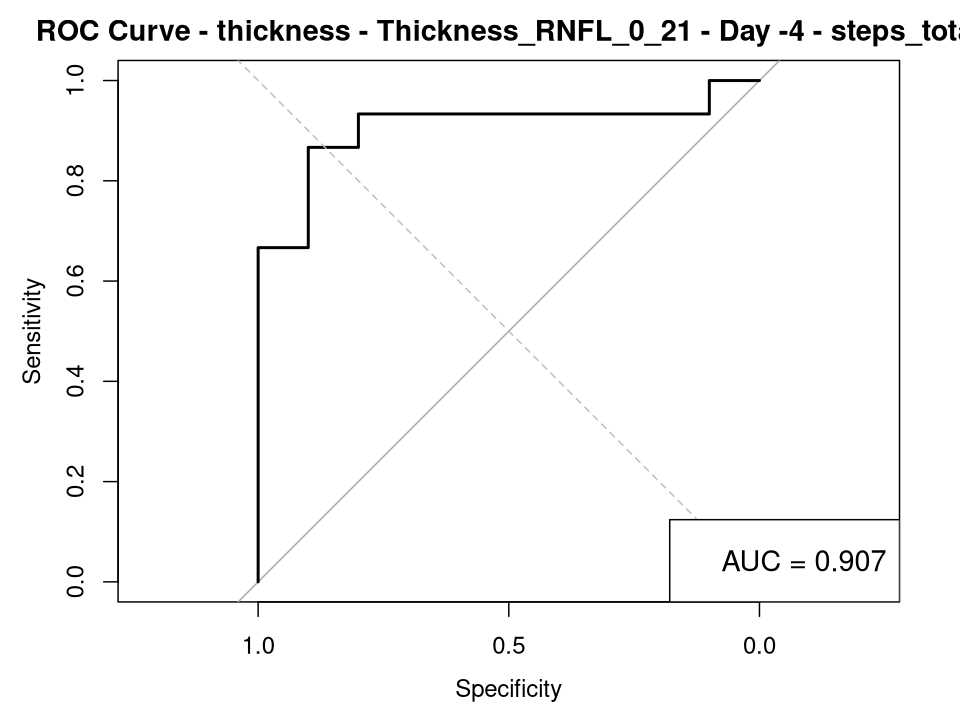 ROC Curve - thickness - Thickness_RNFL_0_21 - Day -4 - steps_tota
1.0
0.8
0.6
0.4
0.2
0.0
Sensitivity
AUC = 0.907
1.0 0.5 0.0
Specificity